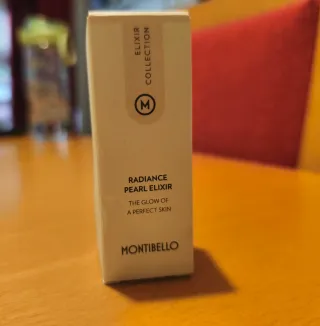 ELIXIR
COLLECTION
M
RADIANCE
PEARL ELIXIR
THE GLOW OF
A PERFECT SKIN
MONTIBELLO